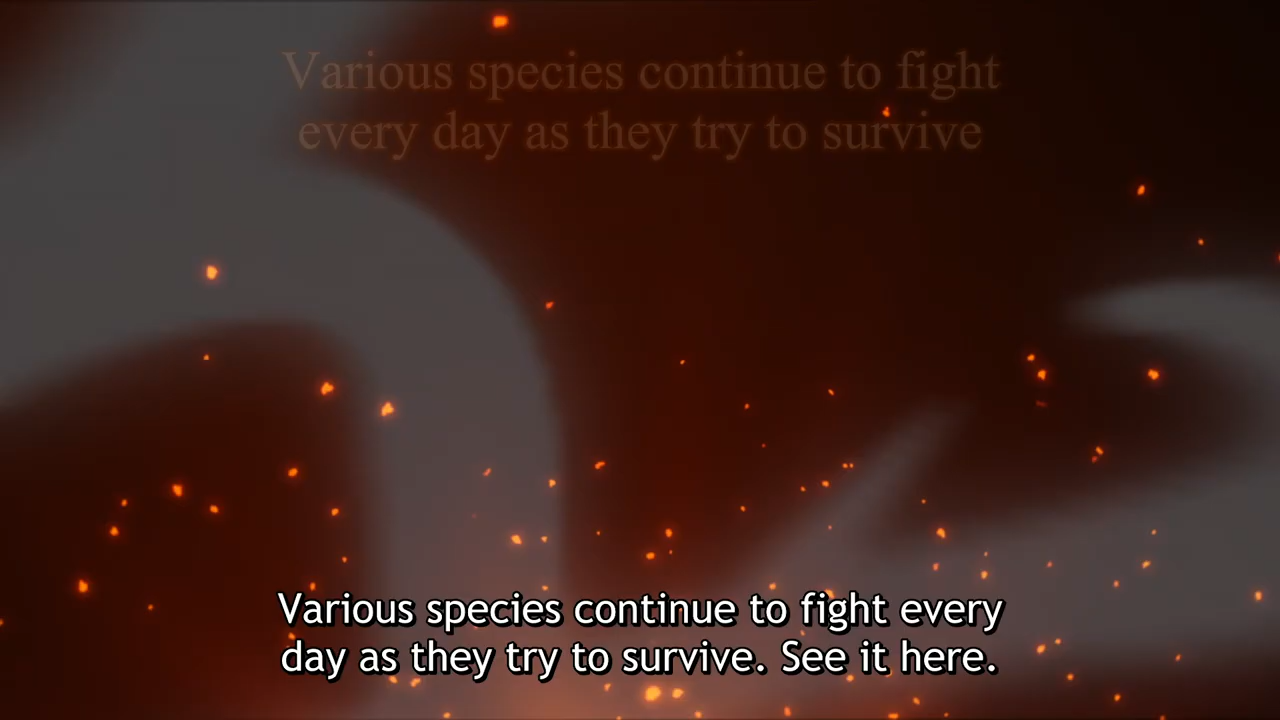 Various species continue to fight
every day as they try to survive
Various species continue to fight every
day as they try to survive. See it here.